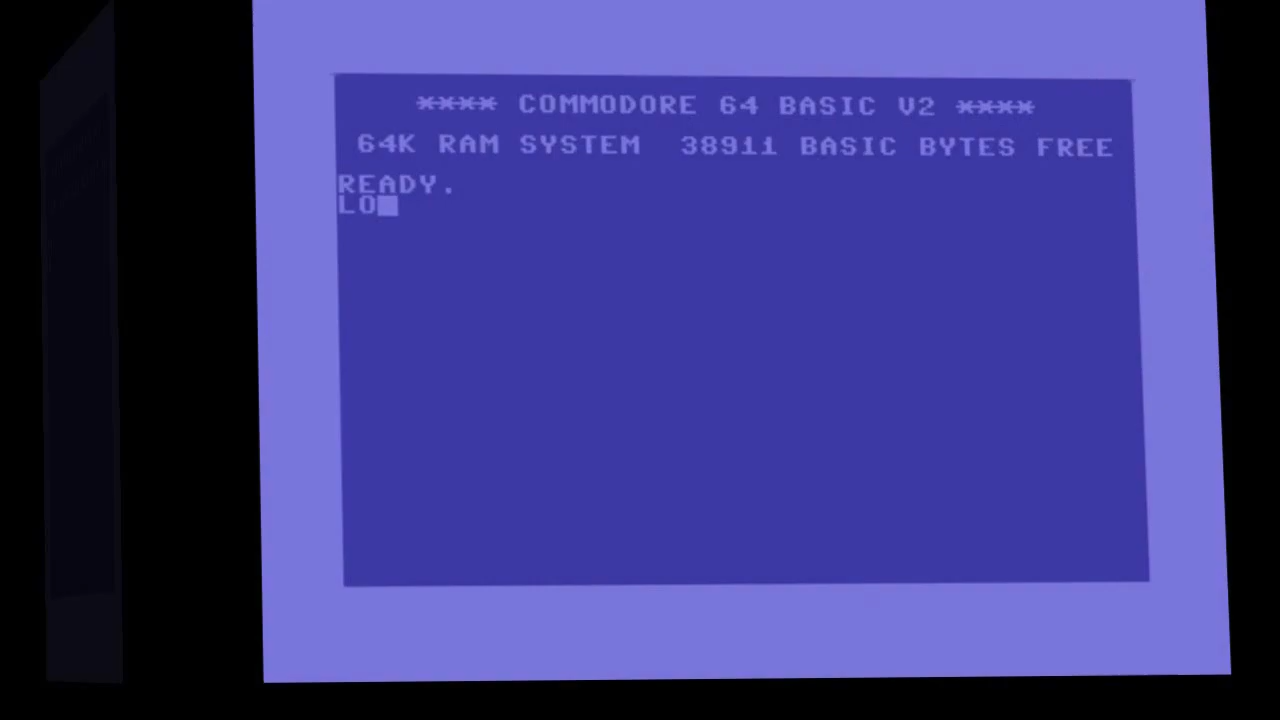 **** COMMODORE 64 BASIC V2 ****
64K RAM SYSTEM  38911 BASIC BYTES FREE
READY.
LO